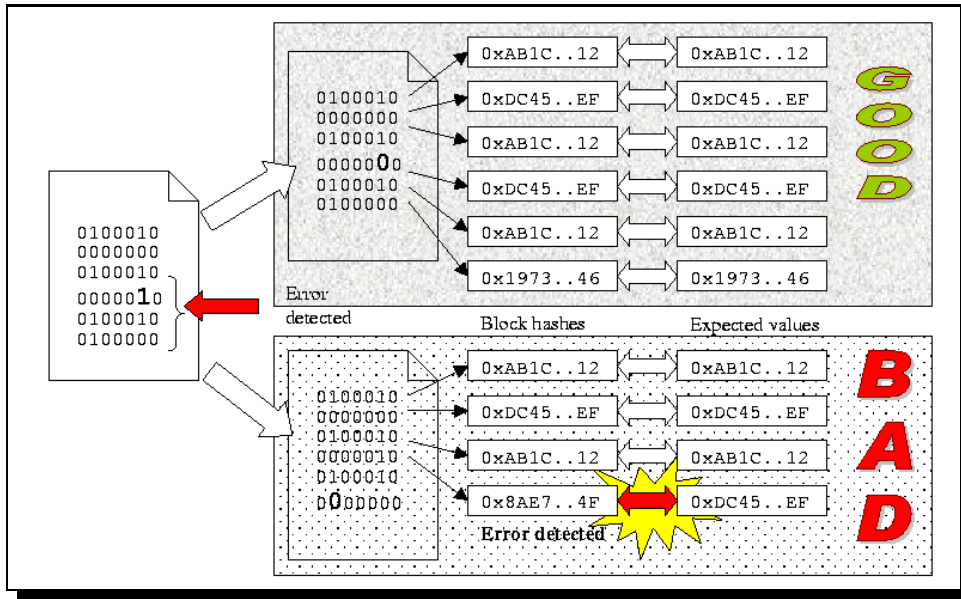 0100010
0000000
0100010
0000010
0100010
0100000
Error
detected
0100010
0000000
0100010
0000000
0100010
0100000
0xAB1C..12 0xAB1C..12
0xDC45..EF 0xDC45..EF
0xAB1C..12 0xAB1C..12
0xDC45..EF 0xDC45..EF
0xAB1C..12 0xAB1C..12
0x1973..46 0x1973..46
GOOD
Block hashes Expected values
0100010
0000000
0100010
0000010
0100010
0000000
0xAB1C..12 0xAB1C..12
0xDC45..EF 0xDC45..EF
0xAB1C..12 0xAB1C..12
0x8AE7..4F 0xDC45..EF
Error detected
BAD